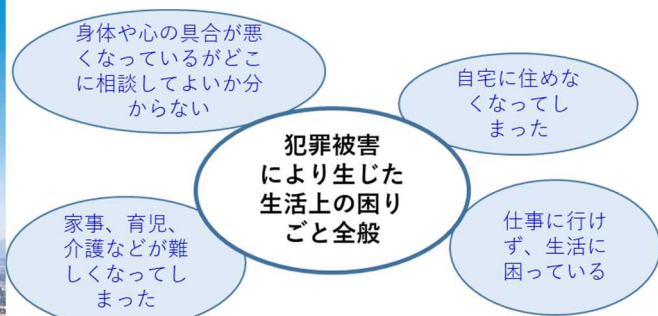 身体や心の具合が悪
くなっているがどこ
に相談してよいか分
からない
自宅に住めな
くなってし
まった
犯罪被害
により生じた
生活上の困り
ごと全般
家事、育児、
介護などが難
しくなってし
まった
仕事に行け
ず、生活に
困っている